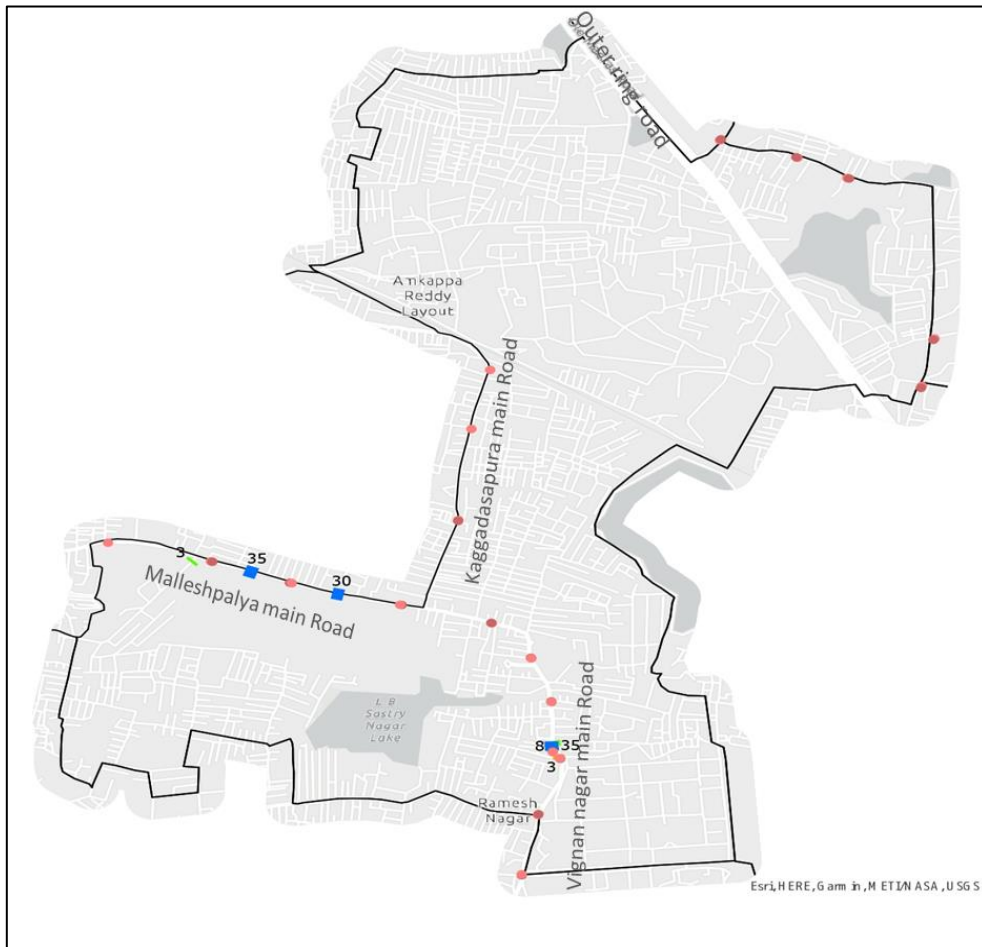 Outer ring road
Amkappa
Reddy
Layout
Kaggadasapura main Road
3
35
30
Malleshpalya main Road
L B
Sastry
Nagar
Lake
8
35
3
Vignan nagar main Road
Ramesh
Nagar
Esri, HERE, Garmin, METI/NASA, USGS